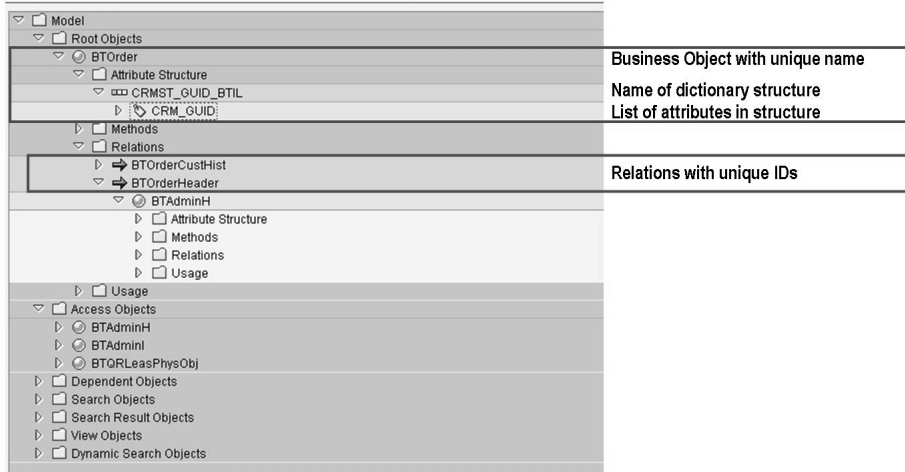 Model
Root Objects
BTOrder
Business Object with unique name
Attribute Structure
CRMST_GUID_BTIL
Name of dictionary structure
CRM_GUID
List of attributes in structure
Methods
Relations
BTOrderCustHist
Relations with unique IDs
BTOrderHeader
BTAdminH
Attribute Structure
Methods
Relations
Usage
Usage
Access Objects
BTAdminH
BTAdminI
BTQRLeasPhysObj
Dependent Objects
Search Objects
Search Result Objects
View Objects
Dynamic Search Objects